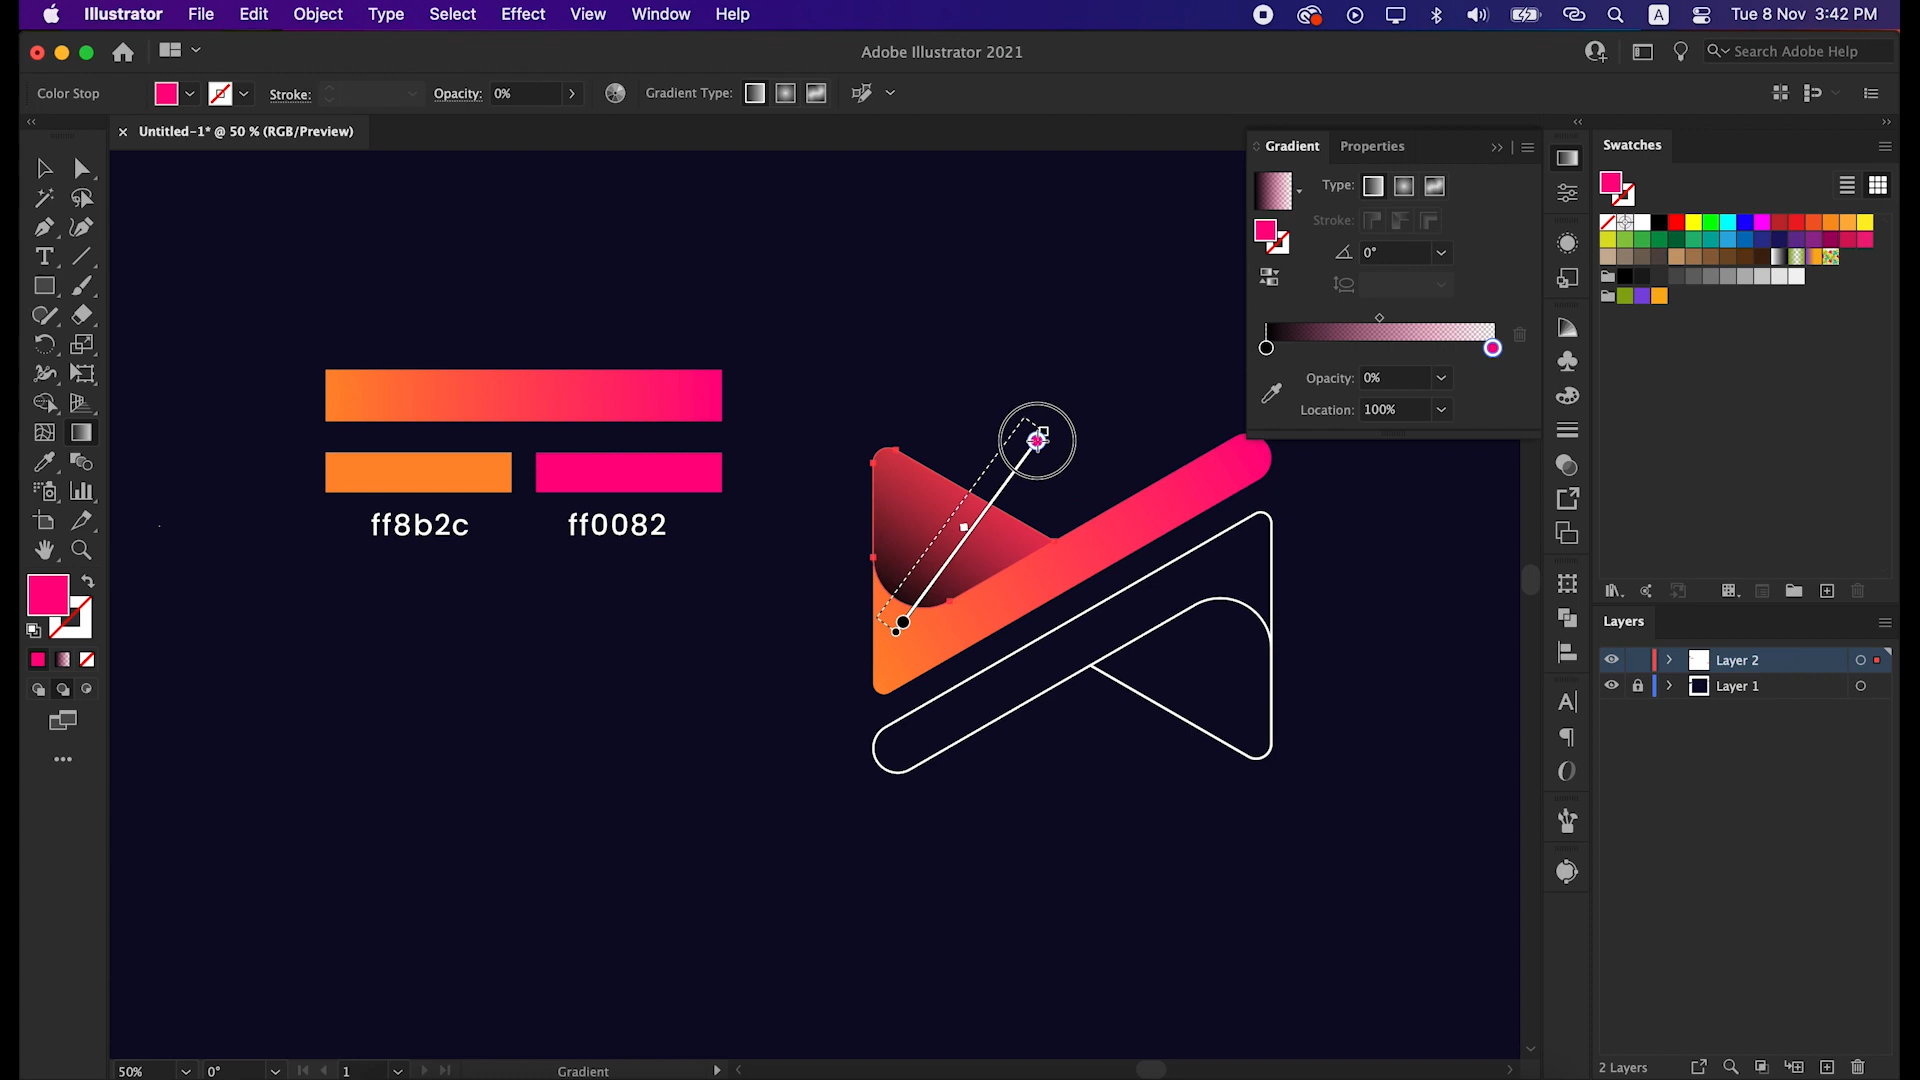 Illustrator File Edit Object Type Select Effect View Window Help A Tue 8 Nov 3:42 PM
Adobe Illustrator 2021 Search Adobe Help
Color Stop Stroke: Opacity: 0% Gradient Type:
Untitled-1* @ 50 % (RGB/Preview)
Gradient Properties
Type:
Stroke:
0°
Opacity: 0%
Location: 100%
Swatches
ff8b2c ff0082
Layers
Layer 2
Layer 1
50% 0° 1 Gradient 2 Layers